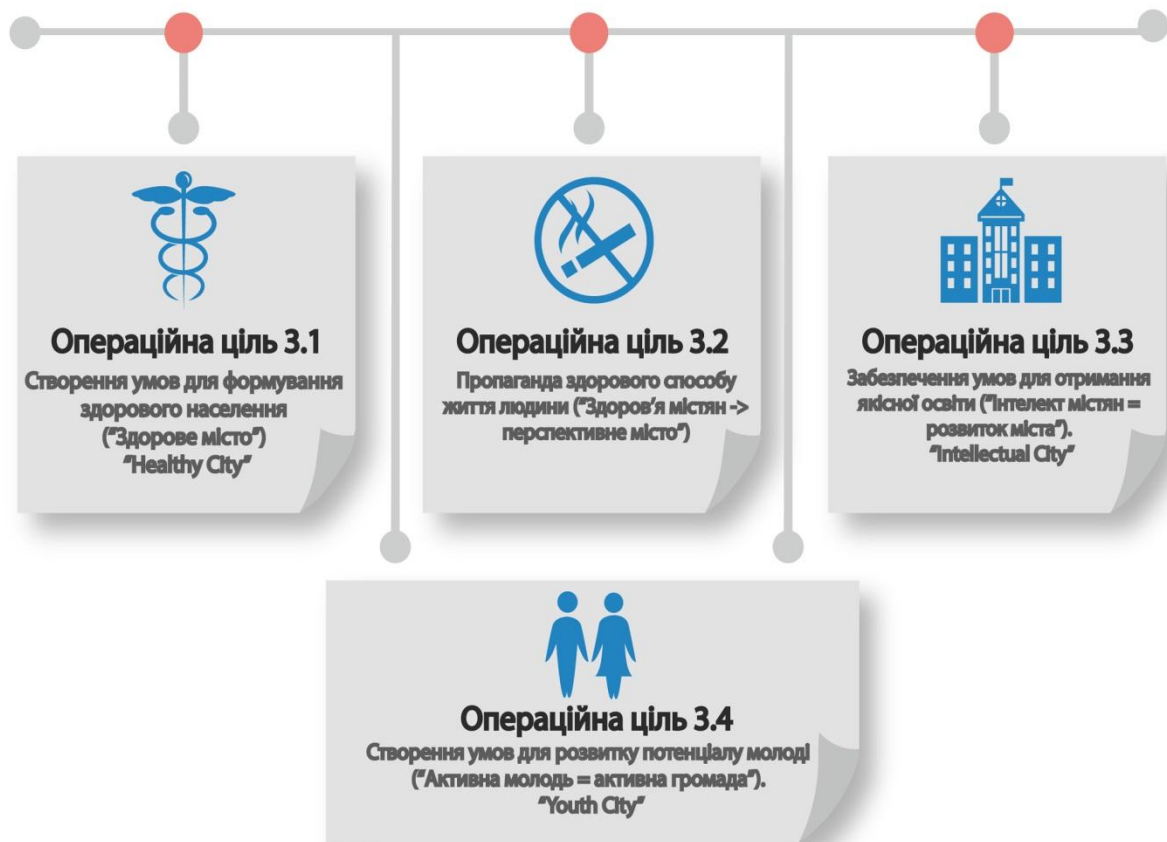 Операційна ціль 3.1
Створення умов для формування
здорового населення
("Здорове місто")
"Healthy City"
Операційна ціль 3.2
Пропаганда здорового способу
життя людини ("Здоров'я містян ->
перспективне місто")
Операційна ціль 3.3
Забезпечення умов для отримання
якісної освіти ("Інтелект містян =
розвиток міста").
"Intellectual City"
Операційна ціль 3.4
Створення умов для розвитку потенціалу молоді
("Активна молодь = активна громада").
"Youth City"